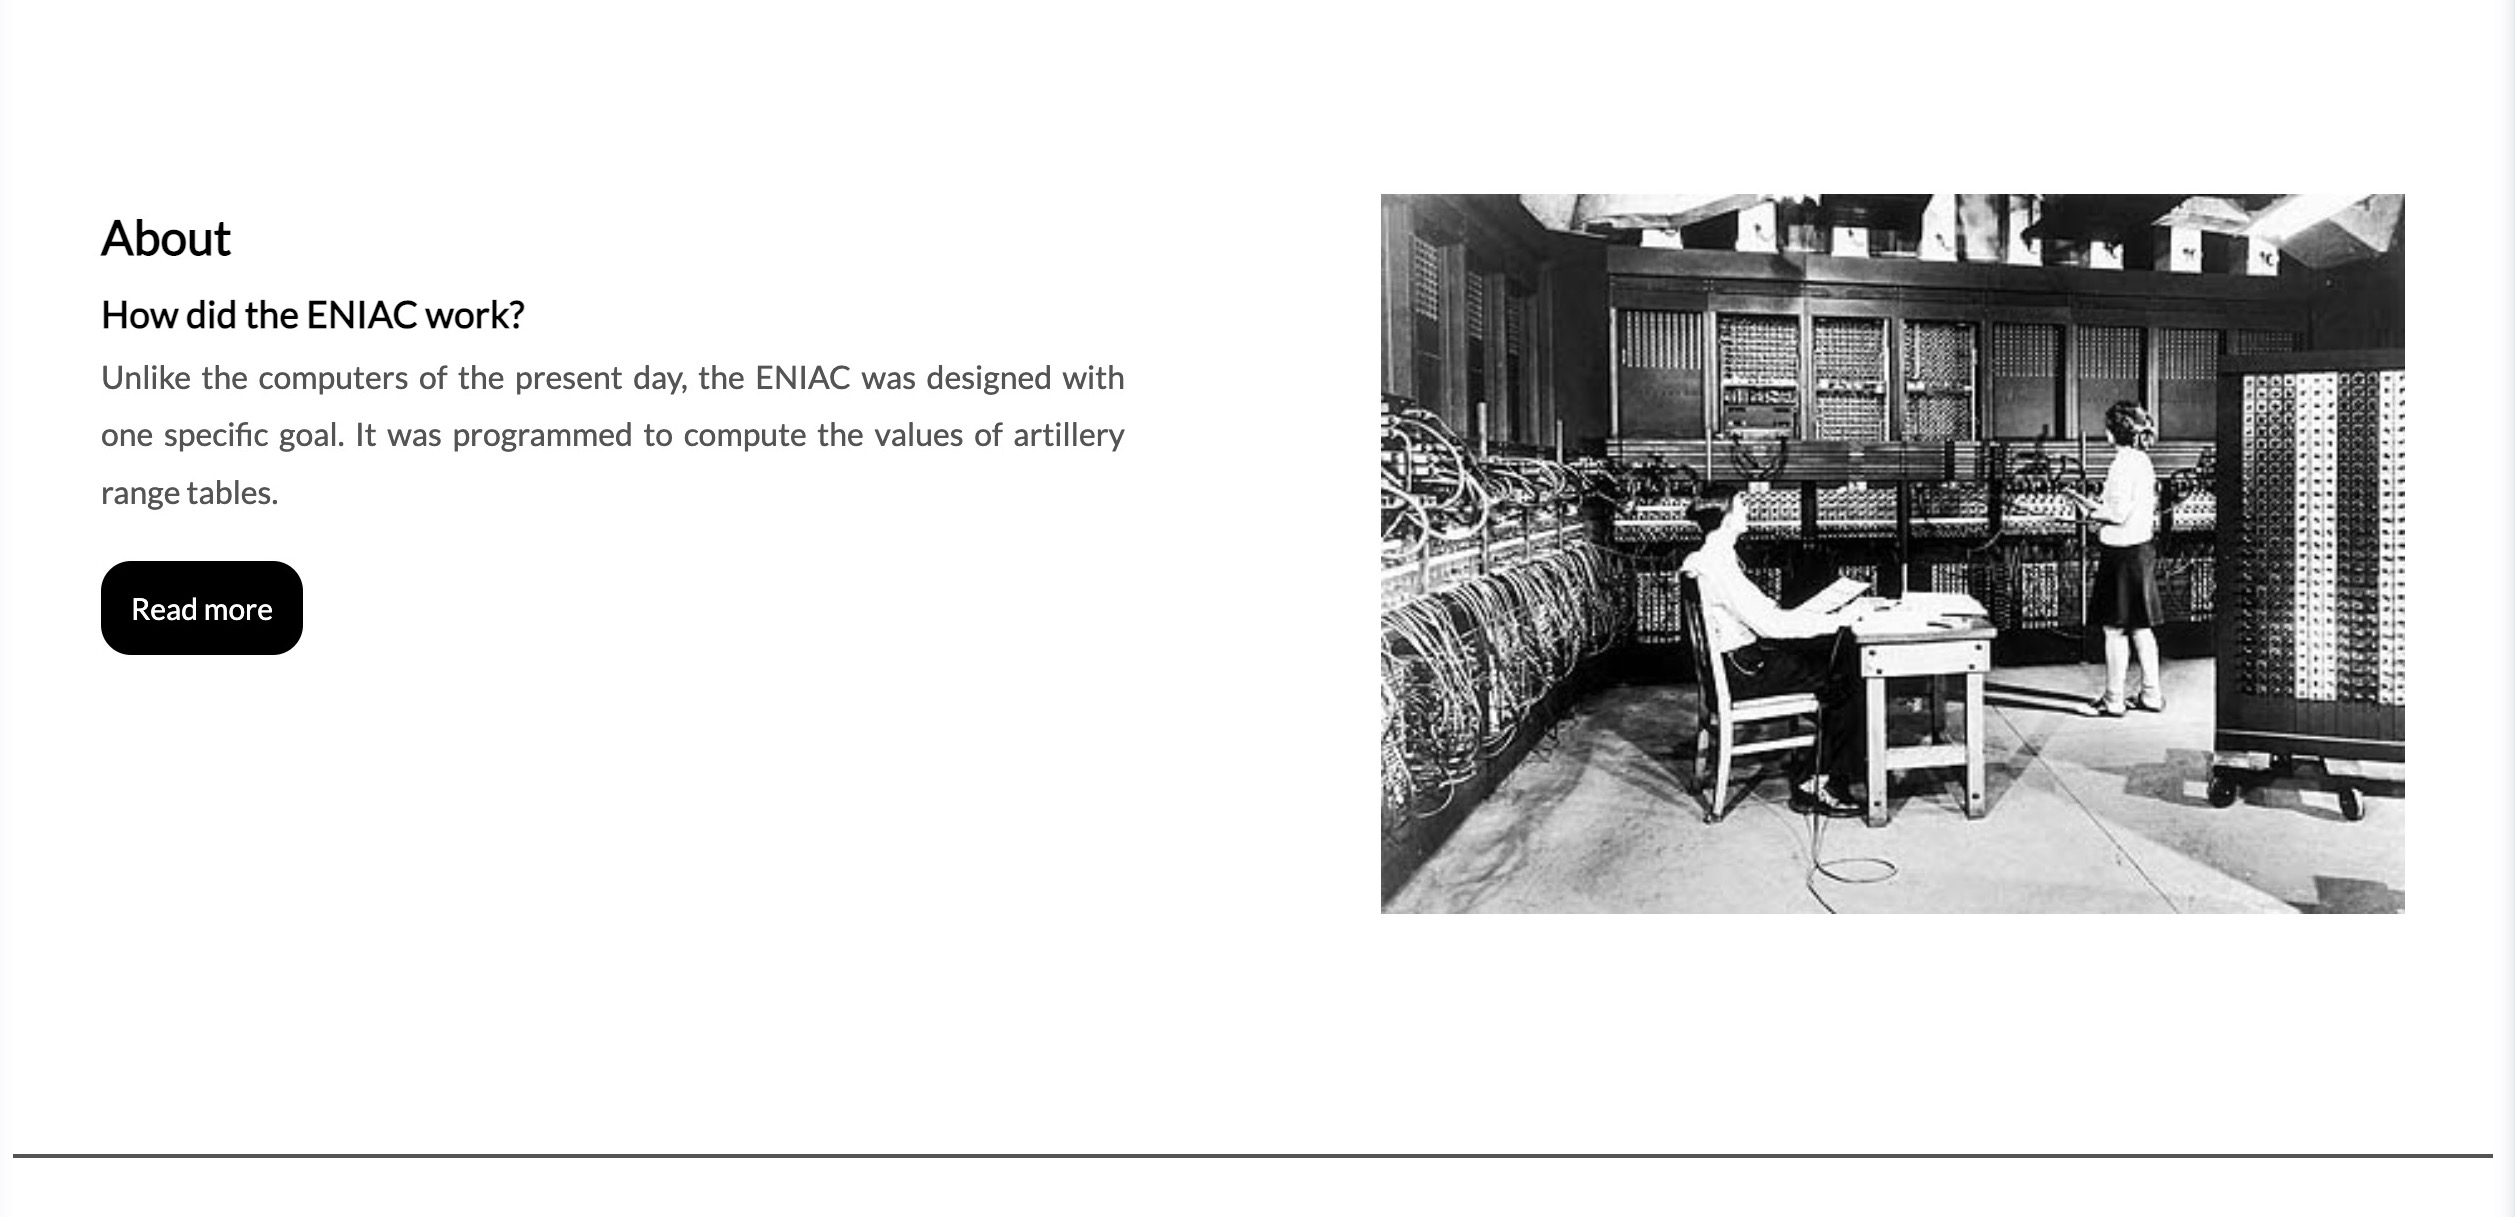 About
How did the ENIAC work?
Unlike the computers of the present day, the ENIAC was designed with
one specific goal. It was programmed to compute the values of artillery
range tables.
Read more